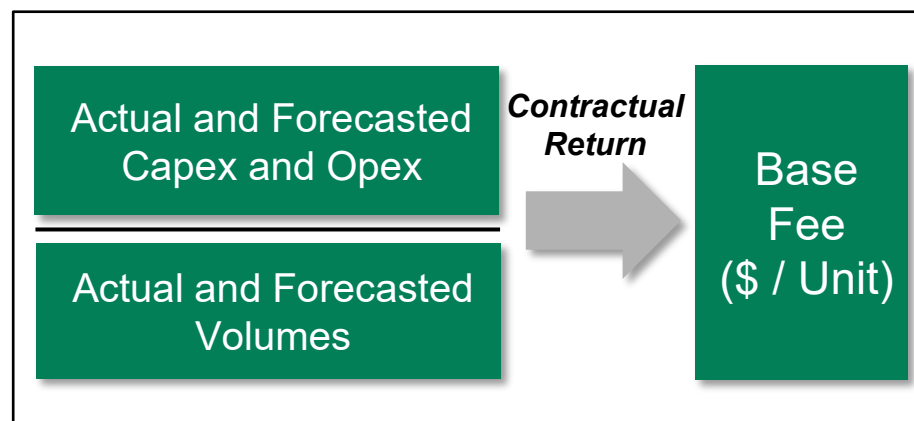 Actual and Forecasted
Capex and Opex
Contractual
Return
Actual and Forecasted
Volumes
Base
Fee
($ / Unit)